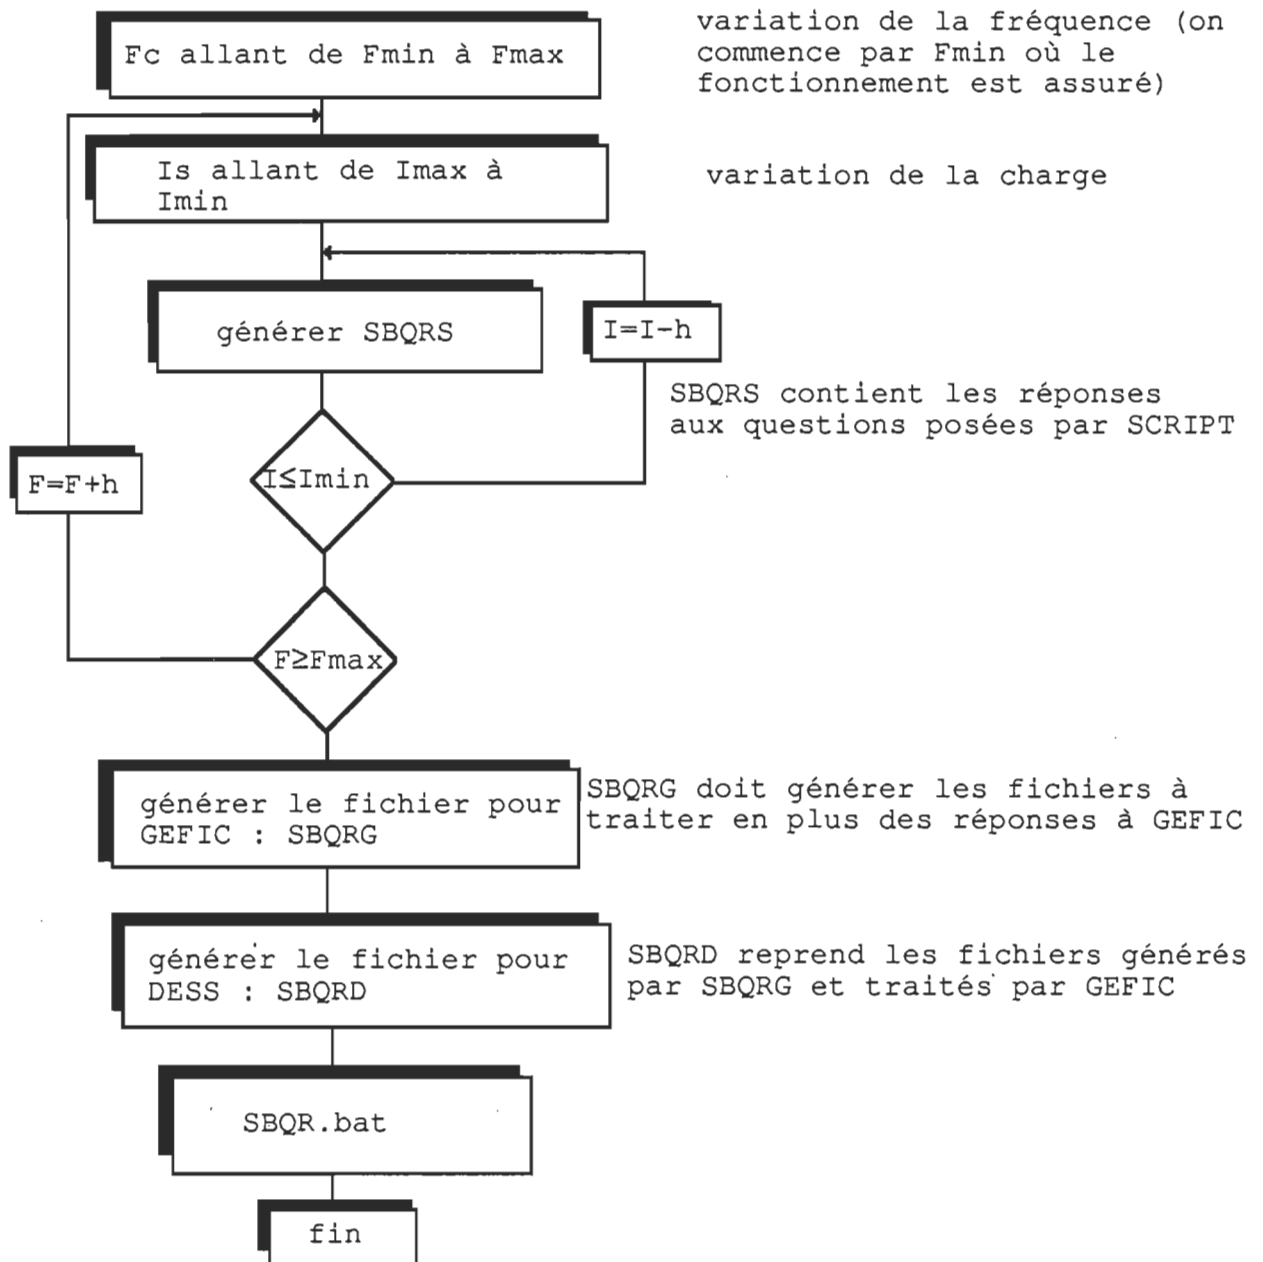 Fc allant de Fmin à Fmax
variation de la fréquence (on
commence par Fmin où le
fonctionnement est assuré)
Is allant de Imax à
Imin
variation de la charge
générer SBQRS
I=I-h
SBQRS contient les réponses
aux questions posées par SCRIPT
I≤Imin
F=F+h
F≥Fmax
générer le fichier pour
GEFIC : SBQRG
SBQRG doit générer les fichiers à
traiter en plus des réponses à GEFIC
générer le fichier pour
DESS : SBQRD
SBQRD reprend les fichiers générés
par SBQRG et traités par GEFIC
SBQR.bat
fin